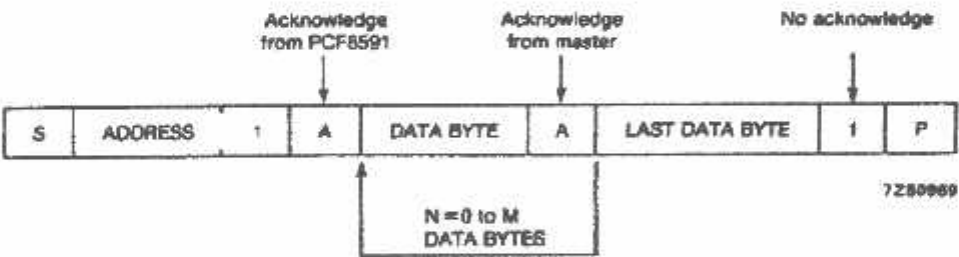 Acknowledge
from PCF8591
Acknowledge
from master
No acknowledge
S ADDRESS 1 A DATA BYTE A LAST DATA BYTE 1 P
7Z80969
N = 0 to M
DATA BYTES